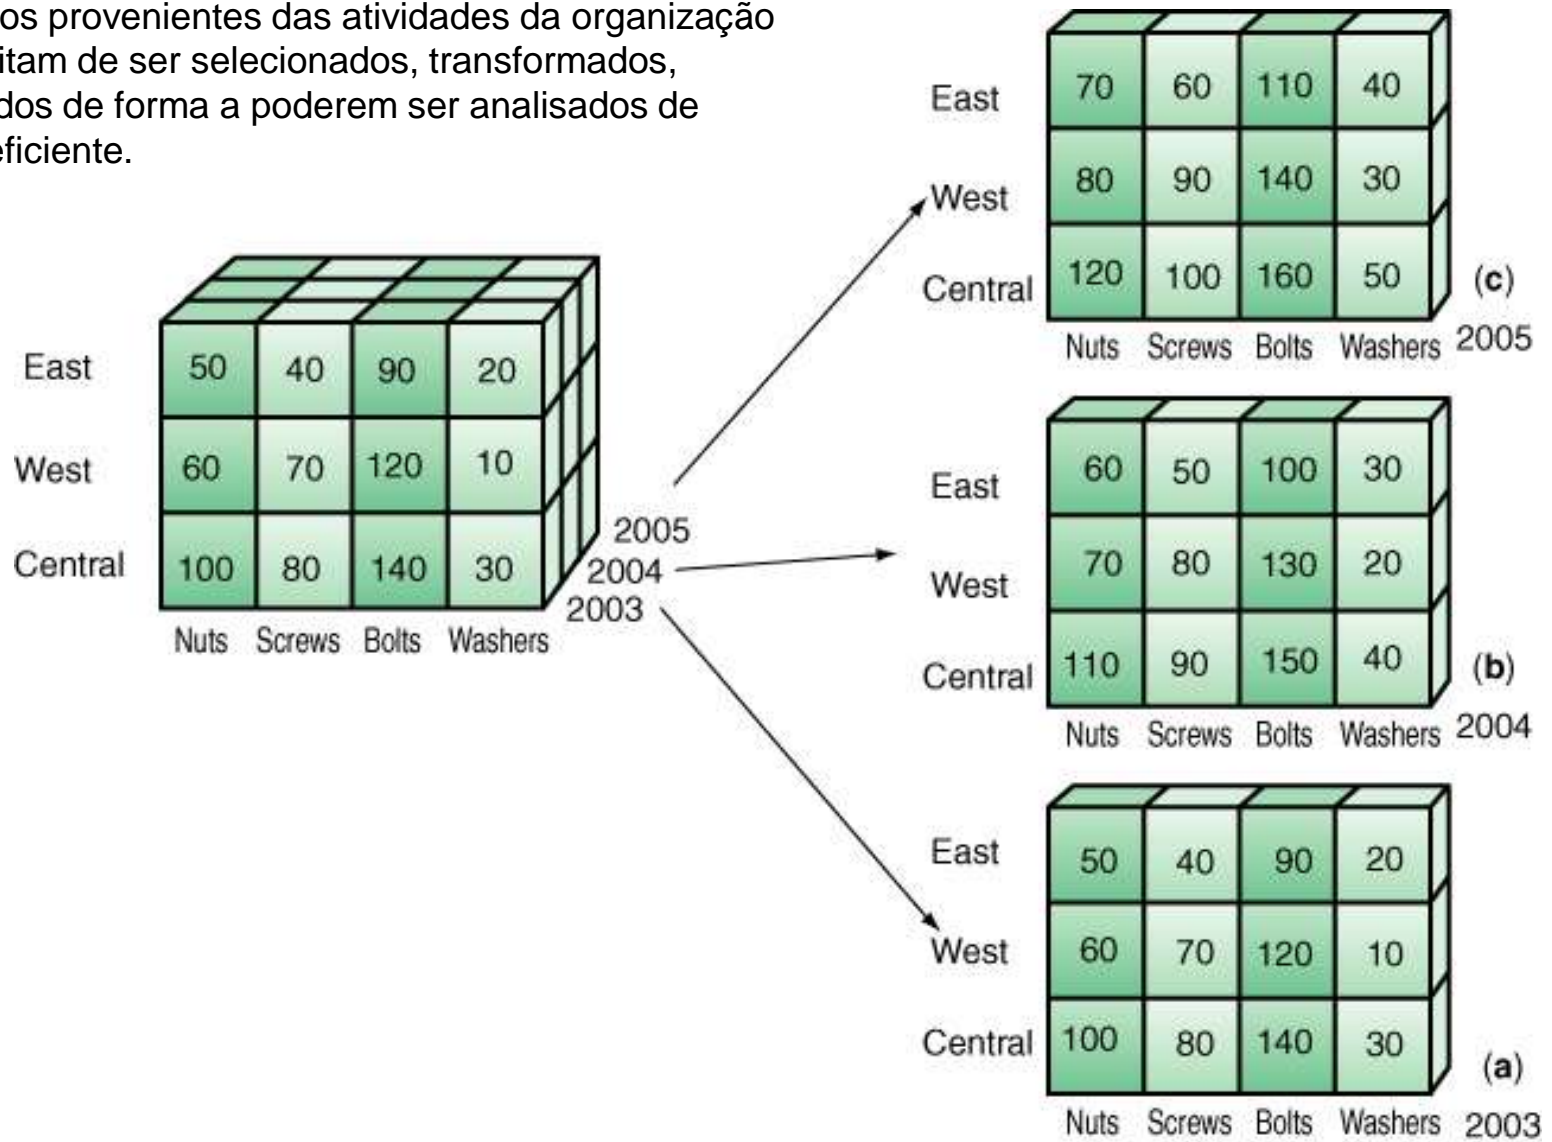 os provenientes das atividades da organização
itam de ser selecionados, transformados,
dos de forma a poderem ser analisados de
eficiente.
East 50 40 90 20
West 60 70 120 10
Central 100 80 140 30
Nuts Screws Bolts Washers
2005
2004
2003
East 70 60 110 40
West 80 90 140 30
Central 120 100 160 50 (c)
Nuts Screws Bolts Washers 2005
East 60 50 100 30
West 70 80 130 20
Central 110 90 150 40 (b)
Nuts Screws Bolts Washers 2004
East 50 40 90 20
West 60 70 120 10
Central 100 80 140 30 (a)
Nuts Screws Bolts Washers 2003